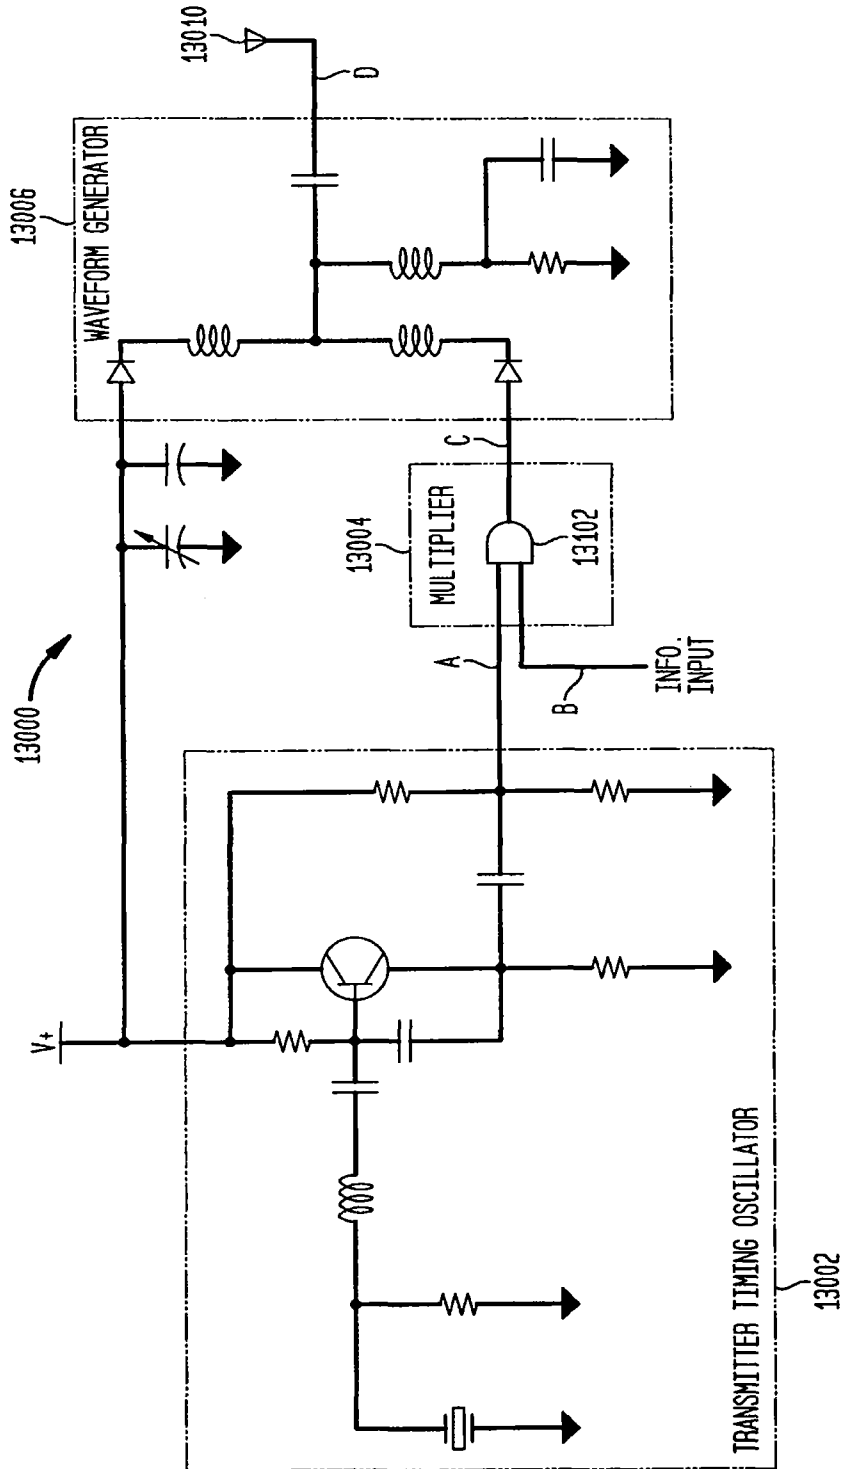 13000
V+
TRANSMITTER TIMING OSCILLATOR
13002
A
B
INFO.
INPUT
13004
MULTIPLIER
13102
C
13006
WAVEFORM GENERATOR
D
13010